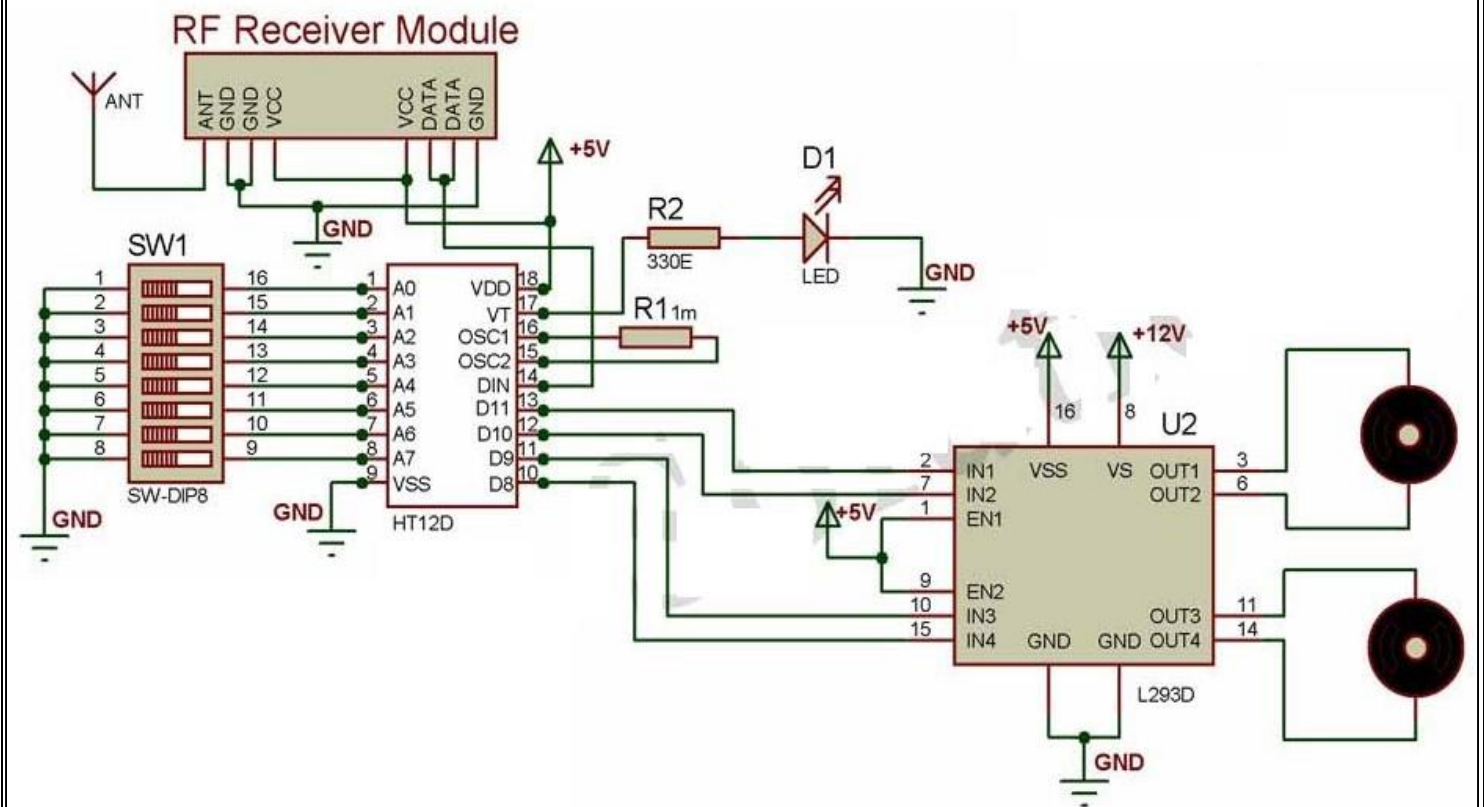 RF Receiver Module
ANT
ANT GND GND VCC VCC DATA DATA GND
+5V
GND
D1
LED
R2
330E
GND
SW1
1 16
2 15
3 14
4 13
5 12
6 11
7 10
8 9
SW-DIP8
GND
1 A0 VDD 18
2 A1 VT 17
3 A2 OSC1 16
4 A3 OSC2 15
5 A4 DIN 14
6 A5 D11 13
7 A6 D10 12
8 A7 D9 11
9 VSS D8 10
GND
HT12D
R1 1m
+5V +12V
16 8
U2
2 IN1 VSS VS OUT1 3
7 IN2 OUT2 6
1 EN1
+5V
9 EN2
10 IN3 OUT3 11
15 IN4 GND GND OUT4 14
L293D
GND